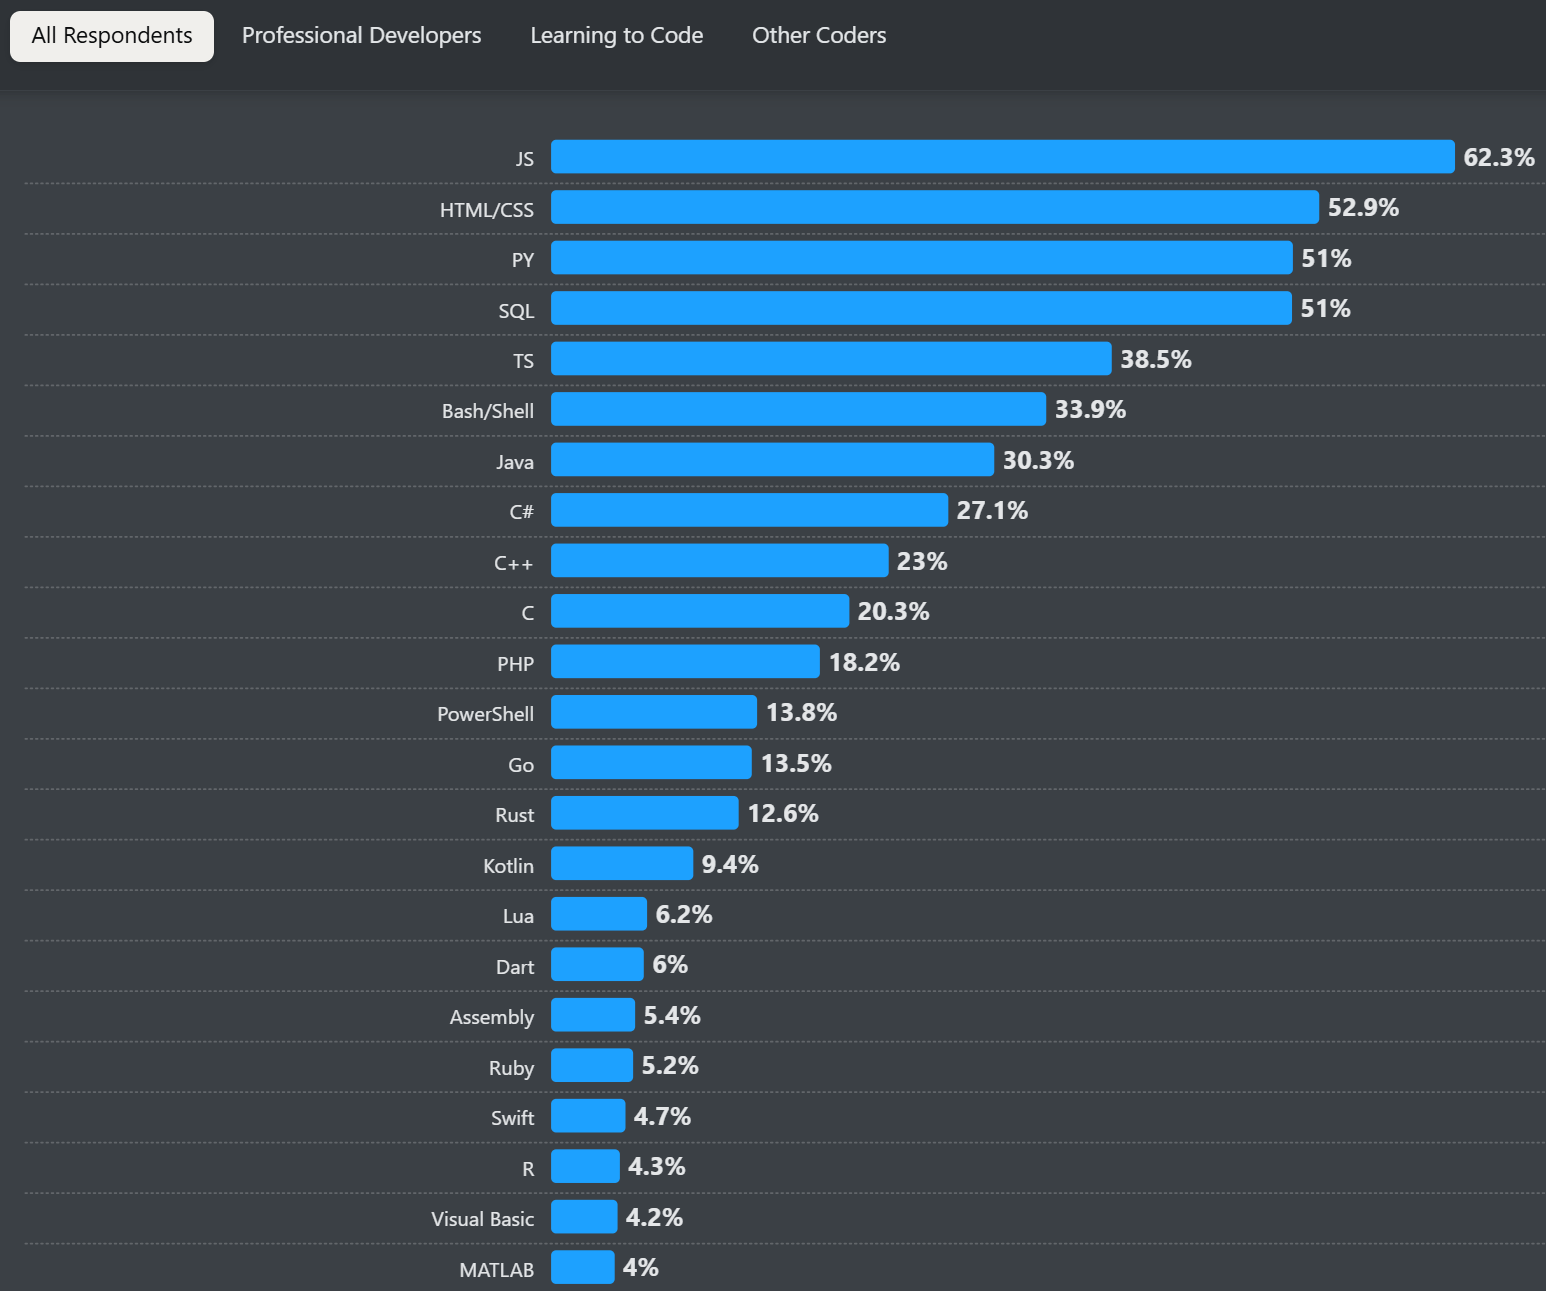 All Respondents Professional Developers Learning to Code Other Coders
JS 62.3%
HTML/CSS 52.9%
PY 51%
SQL 51%
TS 38.5%
Bash/Shell 33.9%
Java 30.3%
C# 27.1%
C++ 23%
C 20.3%
PHP 18.2%
PowerShell 13.8%
Go 13.5%
Rust 12.6%
Kotlin 9.4%
Lua 6.2%
Dart 6%
Assembly 5.4%
Ruby 5.2%
Swift 4.7%
R 4.3%
Visual Basic 4.2%
MATLAB 4%